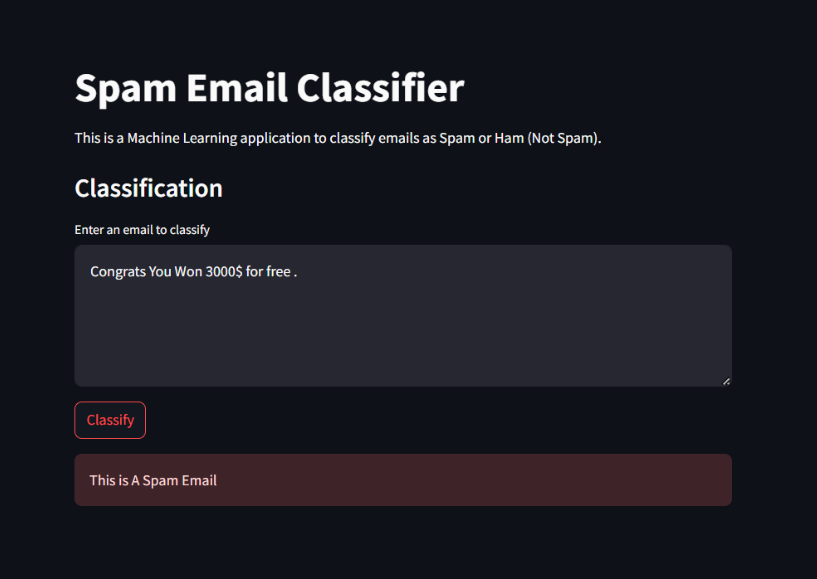 Spam Email Classifier
This is a Machine Learning application to classify emails as Spam or Ham (Not Spam).
Classification
Enter an email to classify
Congrats You Won 3000$ for free .
Classify
This is A Spam Email